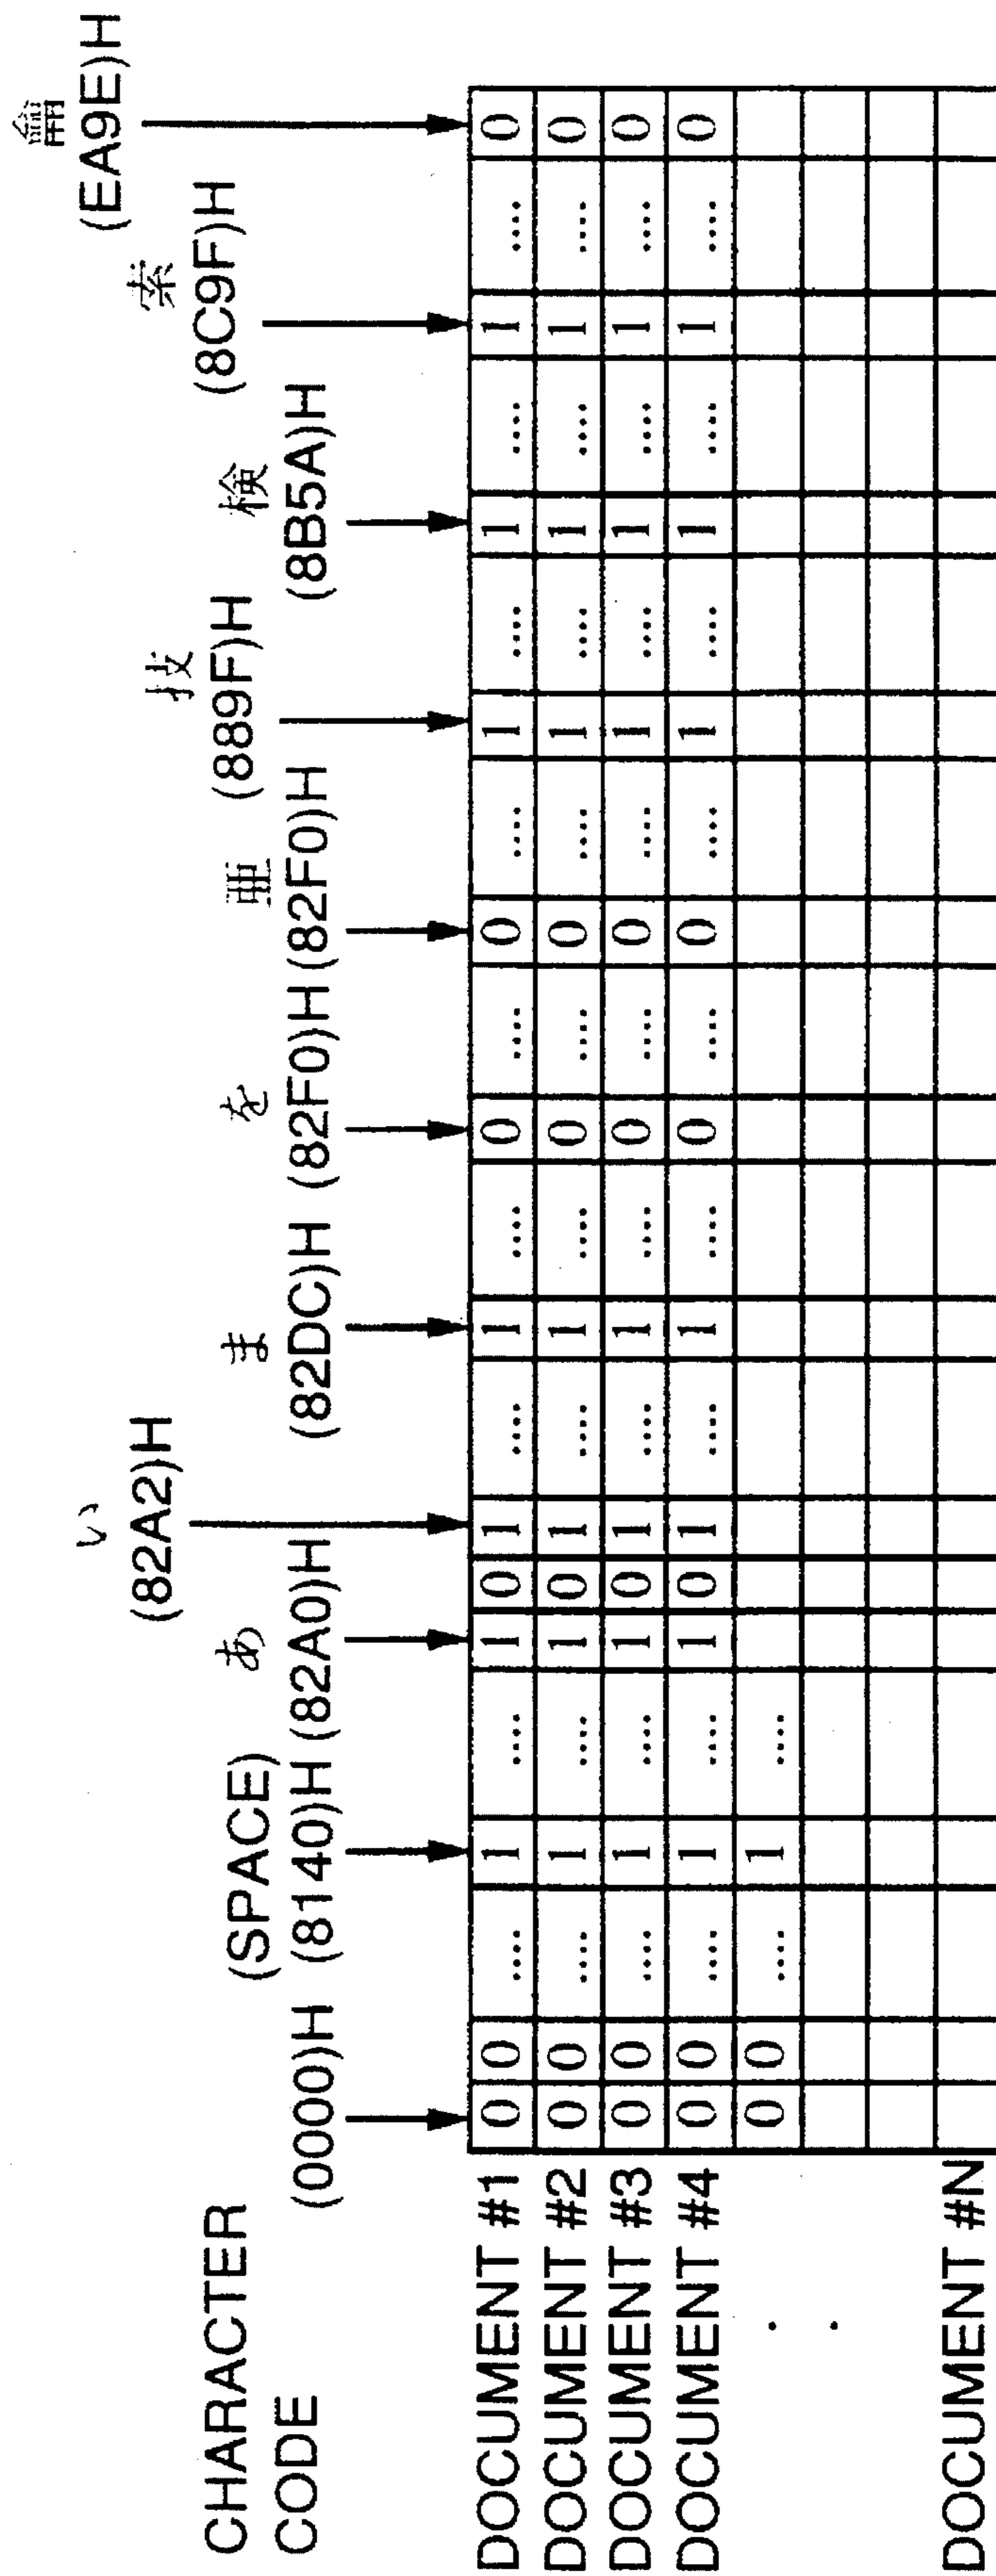 龠
い (EA9E)H
(82A2)H 索
技 (8C9F)H
CHARACTER (SPACE) あ ま を 亜 (889F)H 検
CODE (0000)H (8140)H (82A0)H (82DC)H (82F0)H (82F0)H (8B5A)H
DOCUMENT #1 0 0 .... 1 .... 1 0 1 .... 1 .... 0 .... 0 .... 1 .... 1 .... 1 .... 0
DOCUMENT #2 0 0 .... 1 .... 1 0 1 .... 1 .... 0 .... 0 .... 1 .... 1 .... 1 .... 0
DOCUMENT #3 0 0 .... 1 .... 1 0 1 .... 1 .... 0 .... 0 .... 1 .... 1 .... 1 .... 0
DOCUMENT #4 0 0 .... 1 .... 1 0 1 .... 1 .... 0 .... 0 .... 1 .... 1 .... 1 .... 0
. 0 0 .... 1 ....
.
DOCUMENT #N